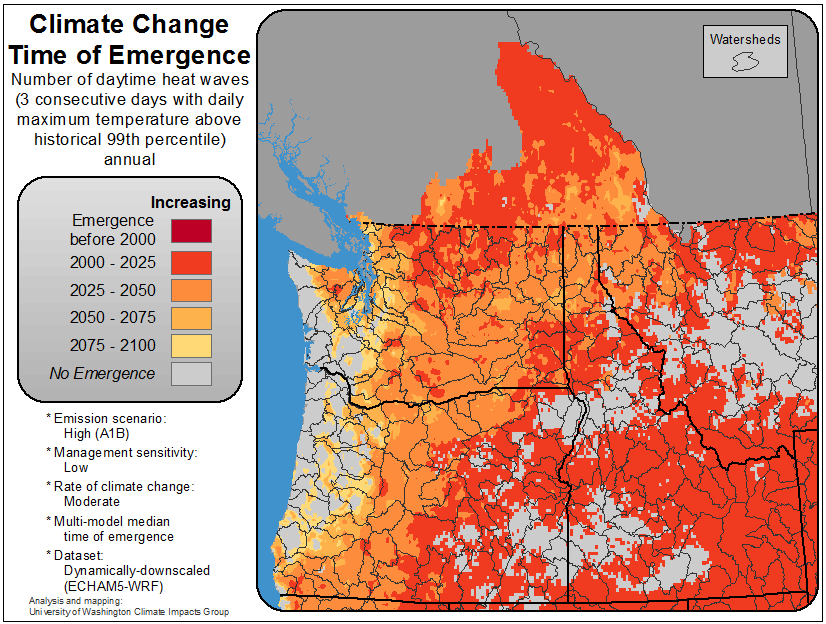 Climate Change
Time of Emergence
Number of daytime heat waves
(3 consecutive days with daily
maximum temperature above
historical 99th percentile)
annual
Increasing
Emergence
before 2000
2000 - 2025
2025 - 2050
2050 - 2075
2075 - 2100
No Emergence
* Emission scenario:
High (A1B)
* Management sensitivity:
Low
* Rate of climate change:
Moderate
* Multi-model median
time of emergence
* Dataset:
Dynamically-downscaled
(ECHAM5-WRF)
Analysis and mapping:
University of Washington Climate Impacts Group
Watersheds